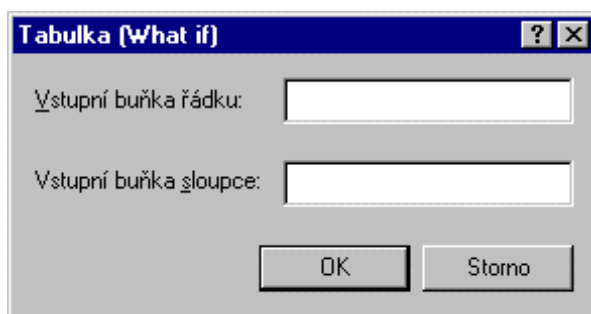 Tabulka (What if)
Vstupní buňka řádku:
Vstupní buňka sloupce:
OK Storno